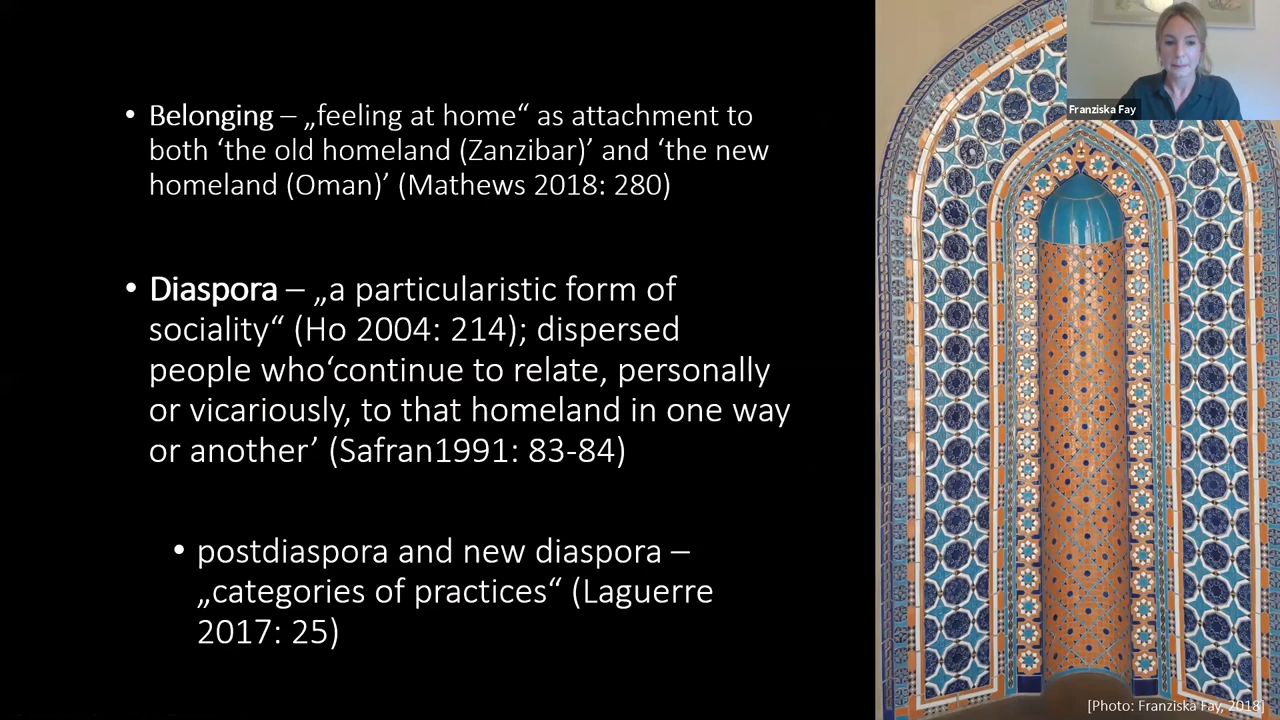 • Belonging – „feeling at home“ as attachment to
both ‘the old homeland (Zanzibar)’ and ‘the new
homeland (Oman)’ (Mathews 2018: 280)
• Diaspora – „a particularistic form of
sociality“ (Ho 2004: 214); dispersed
people who‘continue to relate, personally
or vicariously, to that homeland in one way
or another’ (Safran1991: 83-84)
• postdiaspora and new diaspora –
„categories of practices“ (Laguerre
2017: 25)
Franziska Fay
[Photo: Franziska Fay, 2018]